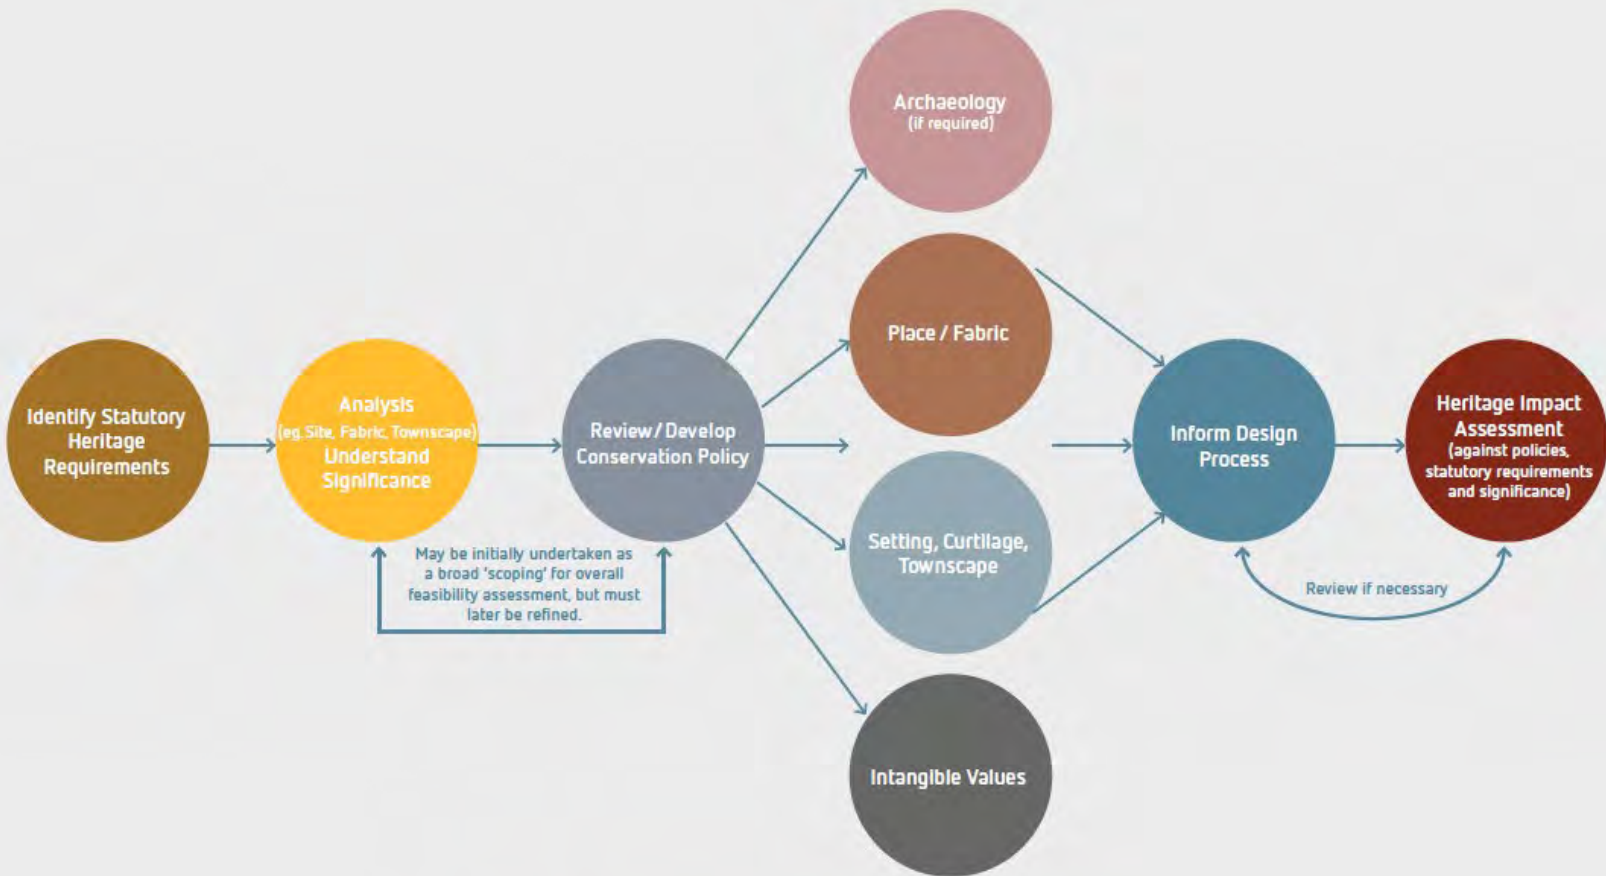 Identify Statutory
Heritage
Requirements
Analysis
(eg.Site, Fabric, Townscape)
Understand
Significance
May be initially undertaken as
a broad 'scoping' for overall
feasibility assessment, but must
later be refined.
Review/Develop
Conservation Policy
Archaeology
(if required)
Place / Fabric
Setting, Curtilage,
Townscape
Intangible Values
Inform Design
Process
Heritage Impact
Assessment
(against policies,
statutory requirements
and significance)
Review if necessary